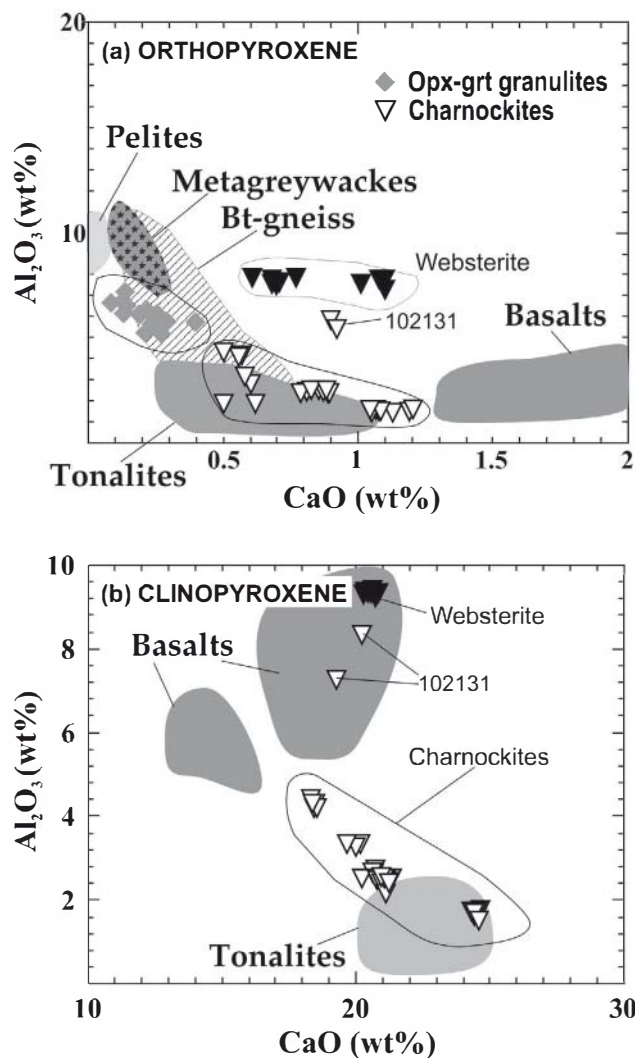 20
(a) ORTHOPYROXENE
Opx-grt granulites
Charnockites
Pelites
Metagreywackes
Bt-gneiss
10
Websterite
102131
Basalts
Al₂O₃ (wt%)
0.5
1
1.5
2
Tonalites
CaO (wt%)
10
(b) CLINOPYROXENE
Websterite
Basalts
8
102131
6
Charnockites
Al₂O₃ (wt%)
4
2
Tonalites
10
20
30
CaO (wt%)